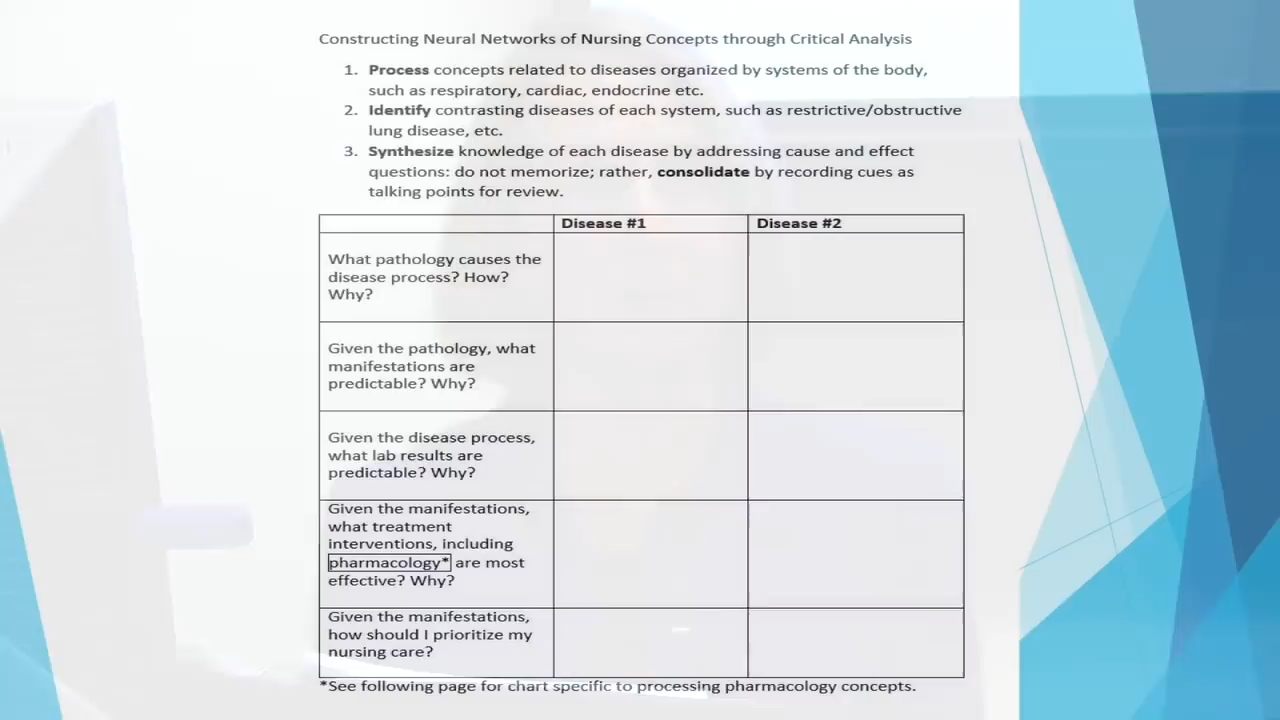 Constructing Neural Networks of Nursing Concepts through Critical Analysis
1. Process concepts related to diseases organized by systems of the body,
such as respiratory, cardiac, endocrine etc.
2. Identify contrasting diseases of each system, such as restrictive/obstructive
lung disease, etc.
3. Synthesize knowledge of each disease by addressing cause and effect
questions: do not memorize; rather, consolidate by recording cues as
talking points for review.
Disease #1
Disease #2
What pathology causes the
disease process? How?
Why?
Given the pathology, what
manifestations are
predictable? Why?
Given the disease process,
what lab results are
predictable? Why?
Given the manifestations,
what treatment
interventions, including
pharmacology* are most
effective? Why?
Given the manifestations,
how should I prioritize my
nursing care?
*See following page for chart specific to processing pharmacology concepts.